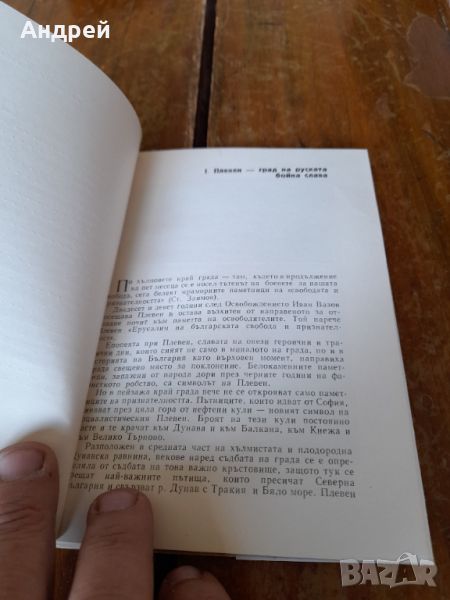 Андрей
I Плевен — град на руската
бойна слава
По хълмовете край града — там, където в продължение
на пет месеца се е носел тътенът на боевете за нашата
свобода, сега белеят мраморните паметници на «свободата и
признателността» (Ст. Заимов).
Двадесет и девет години след Освобождението Иван Вазов
посещава Плевен и остава възхитен от направеното за от-
даване почит към паметта на освободителите. Той нарече
Плевен «Ерусалим на българската свобода и признател-
ност».
Епопеята при Плевен, славата на онези героични и тра-
гични дни, които сияят не само в миналото на града, но и в
историята на България като върховен момент, направиха
града свещено място за поклонение. Белокаменните памет-
ници, запазени от народа дори през черните години на фа-
шисткото робство, са символът на Плевен.
Но в пейзажа край града вече не се открояват само памет-
ниците на признателността. Пътниците, които идват от София,
минават през цяла гора от нефтени кули — новият символ на
социалистическия Плевен. Броят на тези кули постоянно
расте и те крачат към Дунава и към Балкана, към Кнежа и
към Велико Търново.
Разположен в средната част на хълмистата и плодородна
Дунавска равнина, векове наред съдбата на града се е опре-
деляла от съдбата на това важно кръстовище, защото тук се
срещат най-важните пътища, които пресичат Северна
България и свързват р. Дунав с Тракия и Бяло море. Плевен
BAZAR